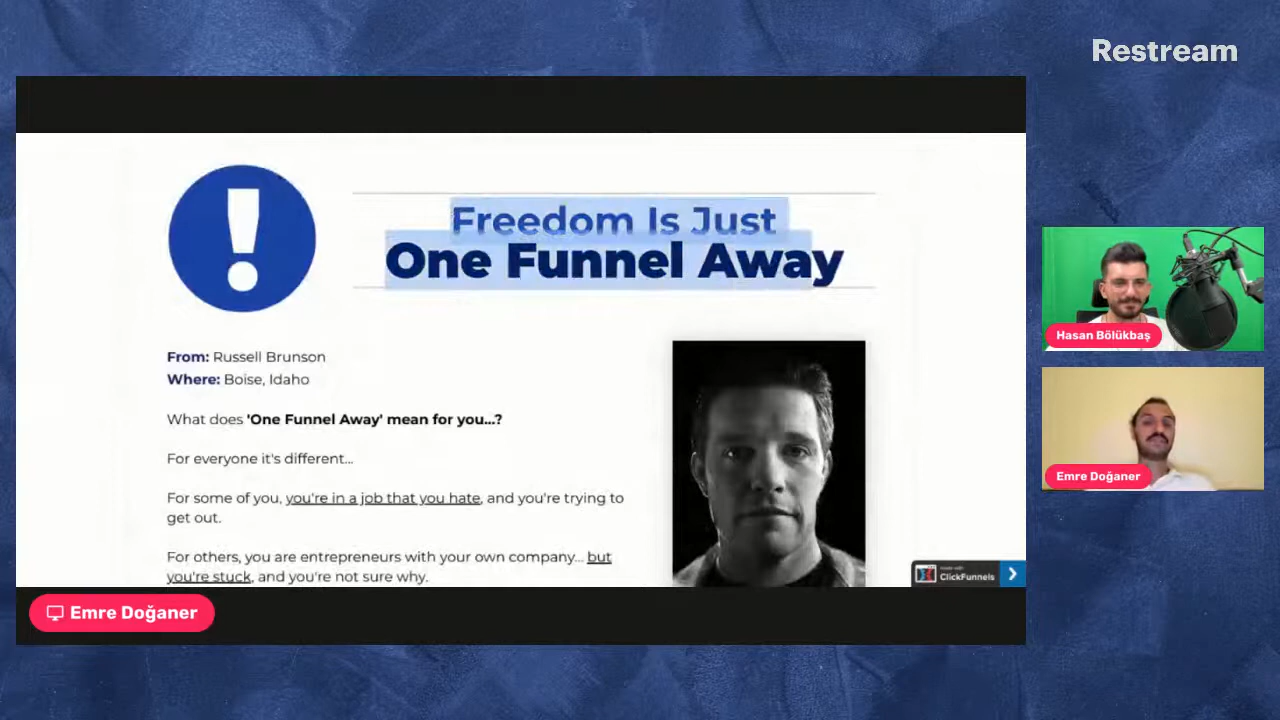 Restream
Freedom Is Just
One Funnel Away
From: Russell Brunson
Where: Boise, Idaho
What does 'One Funnel Away' mean for you...?
For everyone it's different...
For some of you, you're in a job that you hate, and you're trying to
get out.
For others, you are entrepreneurs with your own company... but
you're stuck, and you're not sure why.
made with
ClickFunnels
Emre Doğaner
Hasan Bölükbaş
Emre Doğaner